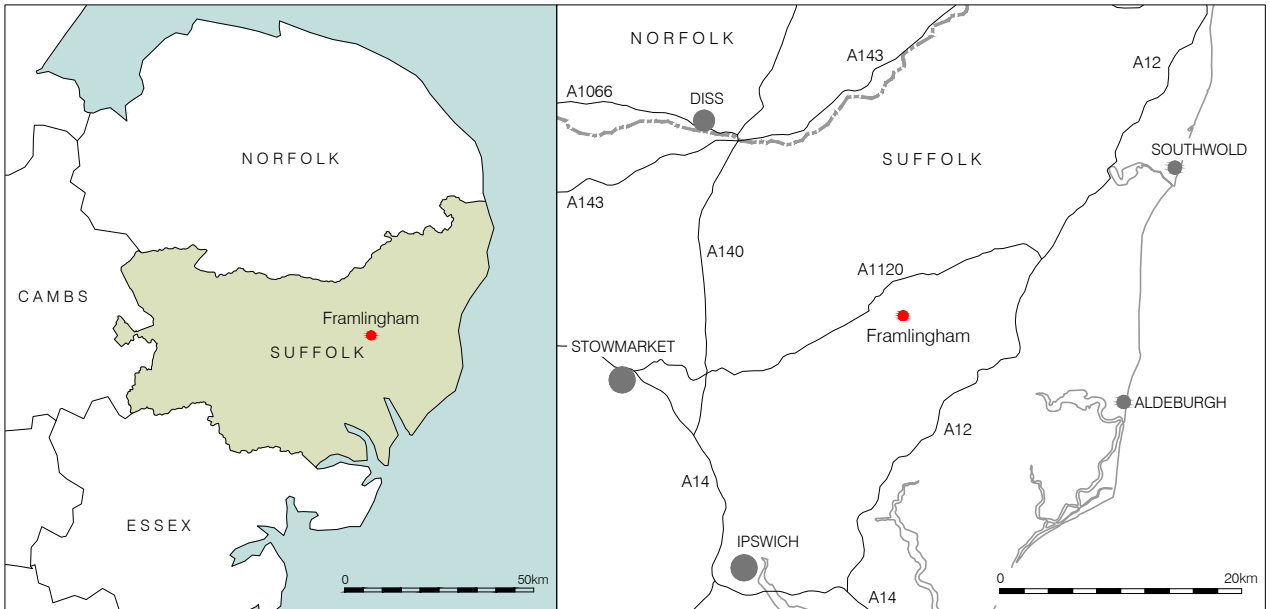 NORFOLK
CAMBS
Framlingham
SUFFOLK
ESSEX
0 50km
NORFOLK
A143
A12
A1066
DISS
SOUTHWOLD
SUFFOLK
A143
A140
A1120
Framlingham
STOWMARKET
ALDEBURGH
A12
A14
IPSWICH
0 20km
A14